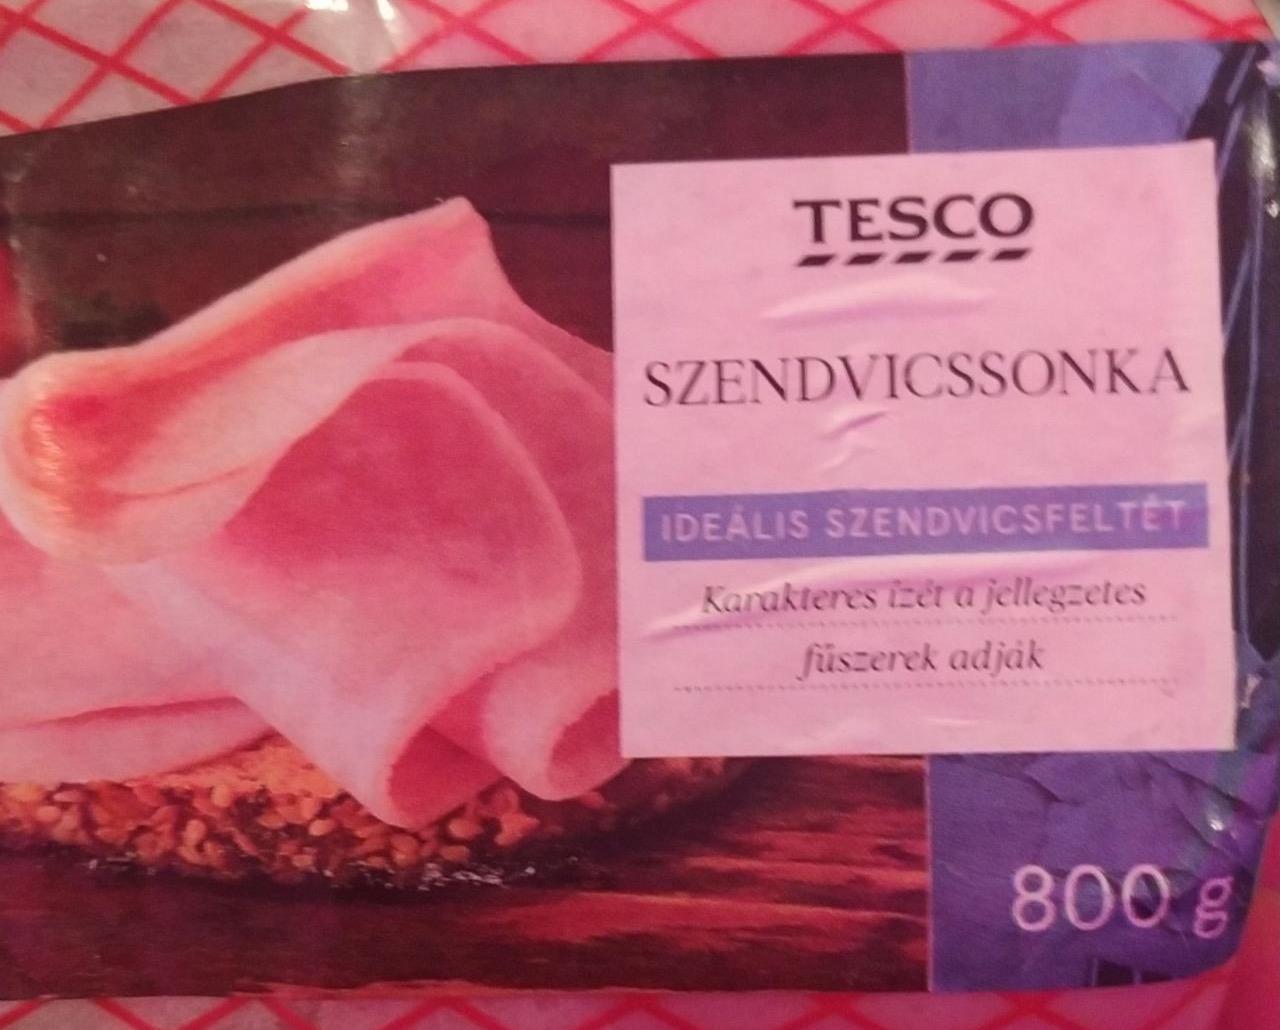 TESCO
SZENDVICSSONKA
IDEÁLIS SZENDVICSFELTÉT
Karakteres ízét a jellegzetes
fűszerek adják
800 g